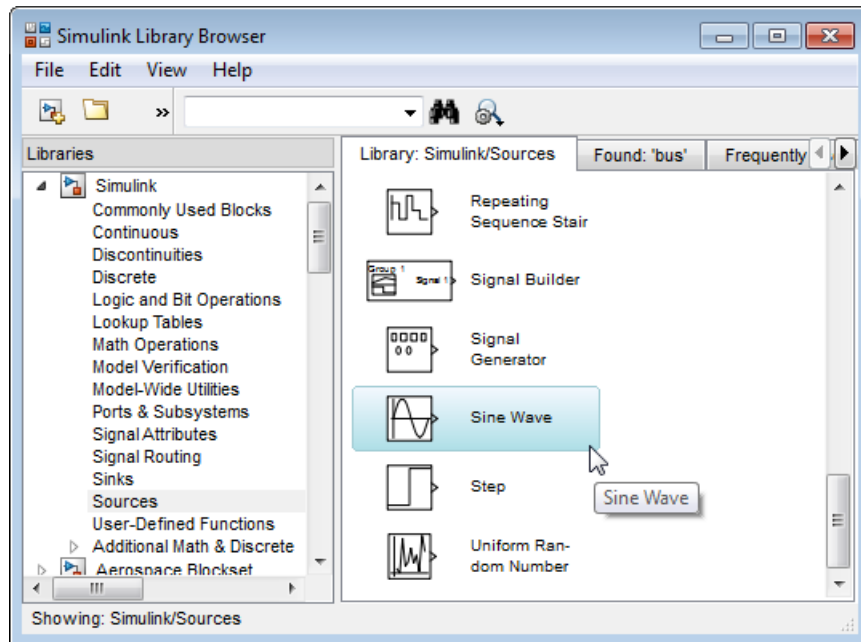 Simulink Library Browser
File Edit View Help
»
Libraries
Simulink
Commonly Used Blocks
Continuous
Discontinuities
Discrete
Logic and Bit Operations
Lookup Tables
Math Operations
Model Verification
Model-Wide Utilities
Ports & Subsystems
Signal Attributes
Signal Routing
Sinks
Sources
User-Defined Functions
Additional Math & Discrete
Aerospace Blockset
Library: Simulink/Sources Found: 'bus' Frequently
Repeating
Sequence Stair
Group 1
Signal 1
Signal Builder
Signal
Generator
Sine Wave
Step
Sine Wave
Uniform Ran-
dom Number
Showing: Simulink/Sources